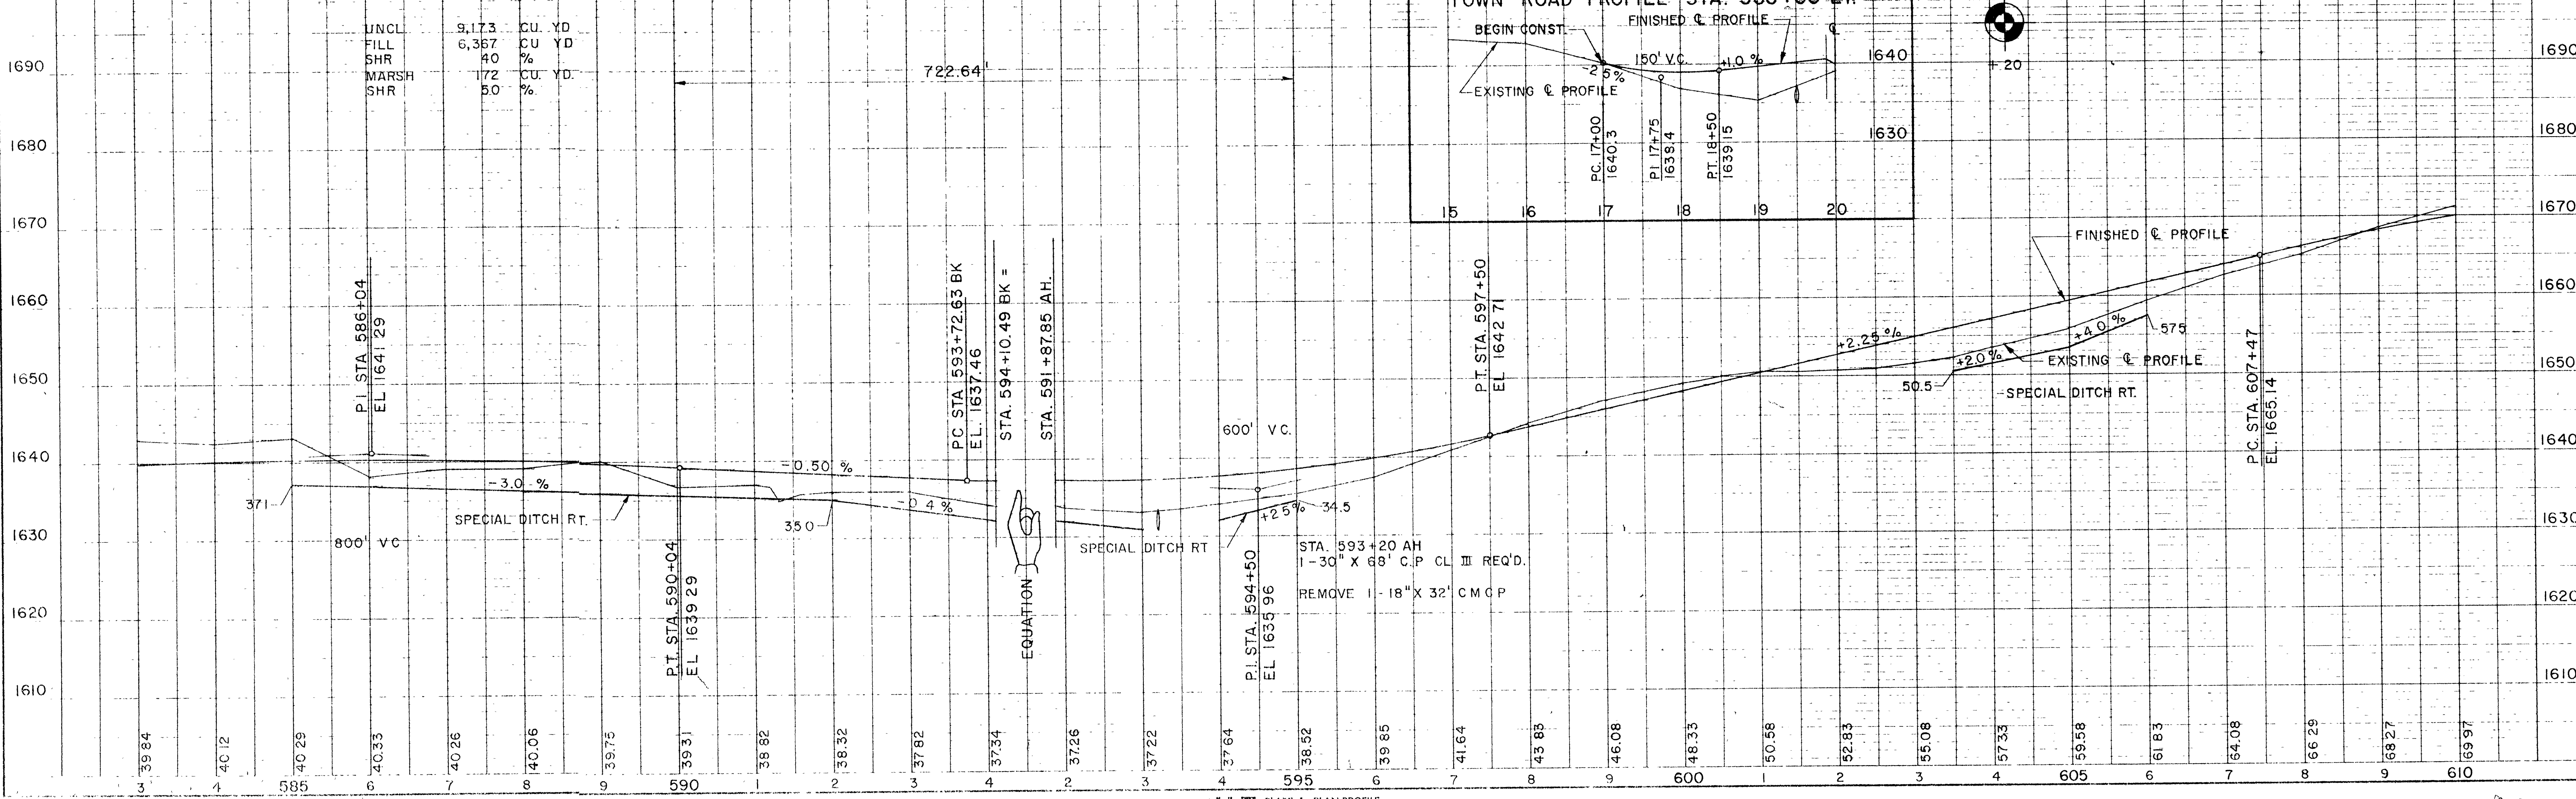 UNCL 9,173 CU. YD
FILL 6,367 CU YD
SHR 40 %
MARSH 172 CU. YD.
SHR 50 %
722.64'
TOWN ROAD PROFILE STA.
BEGIN CONST.
FINISHED ℄ PROFILE
℄
-2.5%
150' V.C.
+1.0 %
EXISTING ℄ PROFILE
1640
1630
PC. 17+00
1640.3
PI 17+75
1638.4
P.T. 18+50
1639.15
15 16 17 18 19 20
+20
1690
1680
1670
1660
1650
1640
1630
1620
1610
1690
1680
1670
1660
1650
1640
1630
1620
1610
P.I. STA 586+04
EL 1641 29
371
-3.0 %
SPECIAL DITCH RT.
800' V C
P.T. STA. 590+04
EL 1639 29
-0.50 %
350
-0 4 %
PC STA 593+72.63 BK
EL. 1637.46
STA. 594+10.49 BK =
STA. 591+87.85 AH.
EQUATION
SPECIAL DITCH RT
+2.5%
34.5
600' V C.
P.I. STA. 594+50
EL 1635 96
STA. 593+20 AH
1-30" X 68' C.P CL III REQ'D.
REMOVE 1-18" X 32' C M C P
P.T. STA. 597+50
EL 1642 71
+2.25%
FINISHED ℄ PROFILE
+4.0 %
575
+2.0%
EXISTING ℄ PROFILE
50.5
SPECIAL DITCH RT.
P.C. STA. 607+47
EL. 1665.14
39 84 40.12 40 29 40.33 40 26 40.06 39.75 39 31 38 82 38.32 37 82 37.34 37.26 37.22 37 64 38.52 39.85 41.64 43 83 46.08 48.33 50.58 52.83 55.08 57 33 59.58 61 83 64.08 66 29 68.27 69.97
3 4 585 6 7 8 9 590 1 2 3 4 2 3 4 595 6 7 8 9 600 1 2 3 4 605 6 7 8 9 610